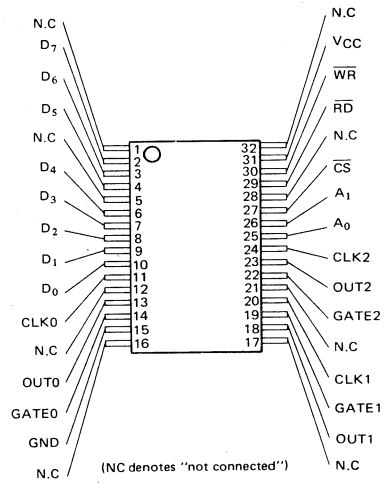 N.C
D7
D6
D5
N.C
D4
D3
D2
D1
D0
CLK0
N.C
OUT0
GATE0
GND
N.C
1
2
3
4
5
6
7
8
9
10
11
12
13
14
15
16
32
31
30
29
28
27
26
25
24
23
22
21
20
19
18
17
N.C
VCC
W̅R̅
R̅D̅
N.C
C̅S̅
A1
A0
CLK2
OUT2
GATE2
N.C
CLK1
GATE1
OUT1
N.C
(NC denotes "not connected")